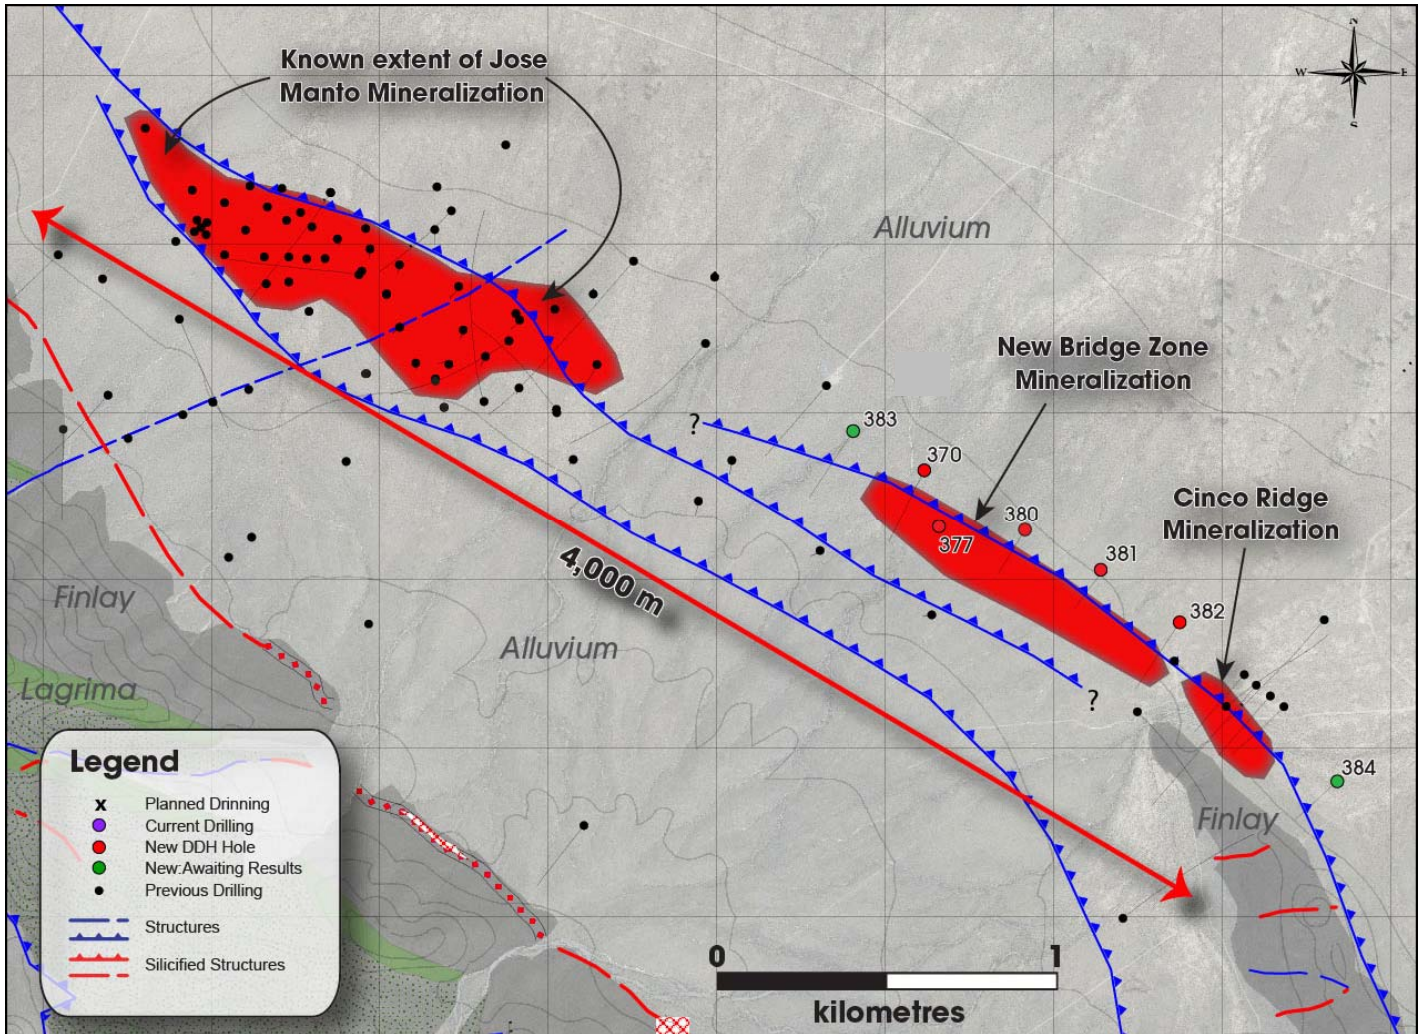 N
W
E
S
Known extent of Jose
Manto Mineralization
Alluvium
New Bridge Zone
Mineralization
?
383
370
Cinco Ridge
Mineralization
380
377
381
4,000 m
Finlay
382
Alluvium
Lagrima
?
Legend
x Planned Drinning
Current Drilling
New DDH Hole
New:Awaiting Results
Previous Drilling
Structures
Silicified Structures
384
Finlay
0
1
kilometres